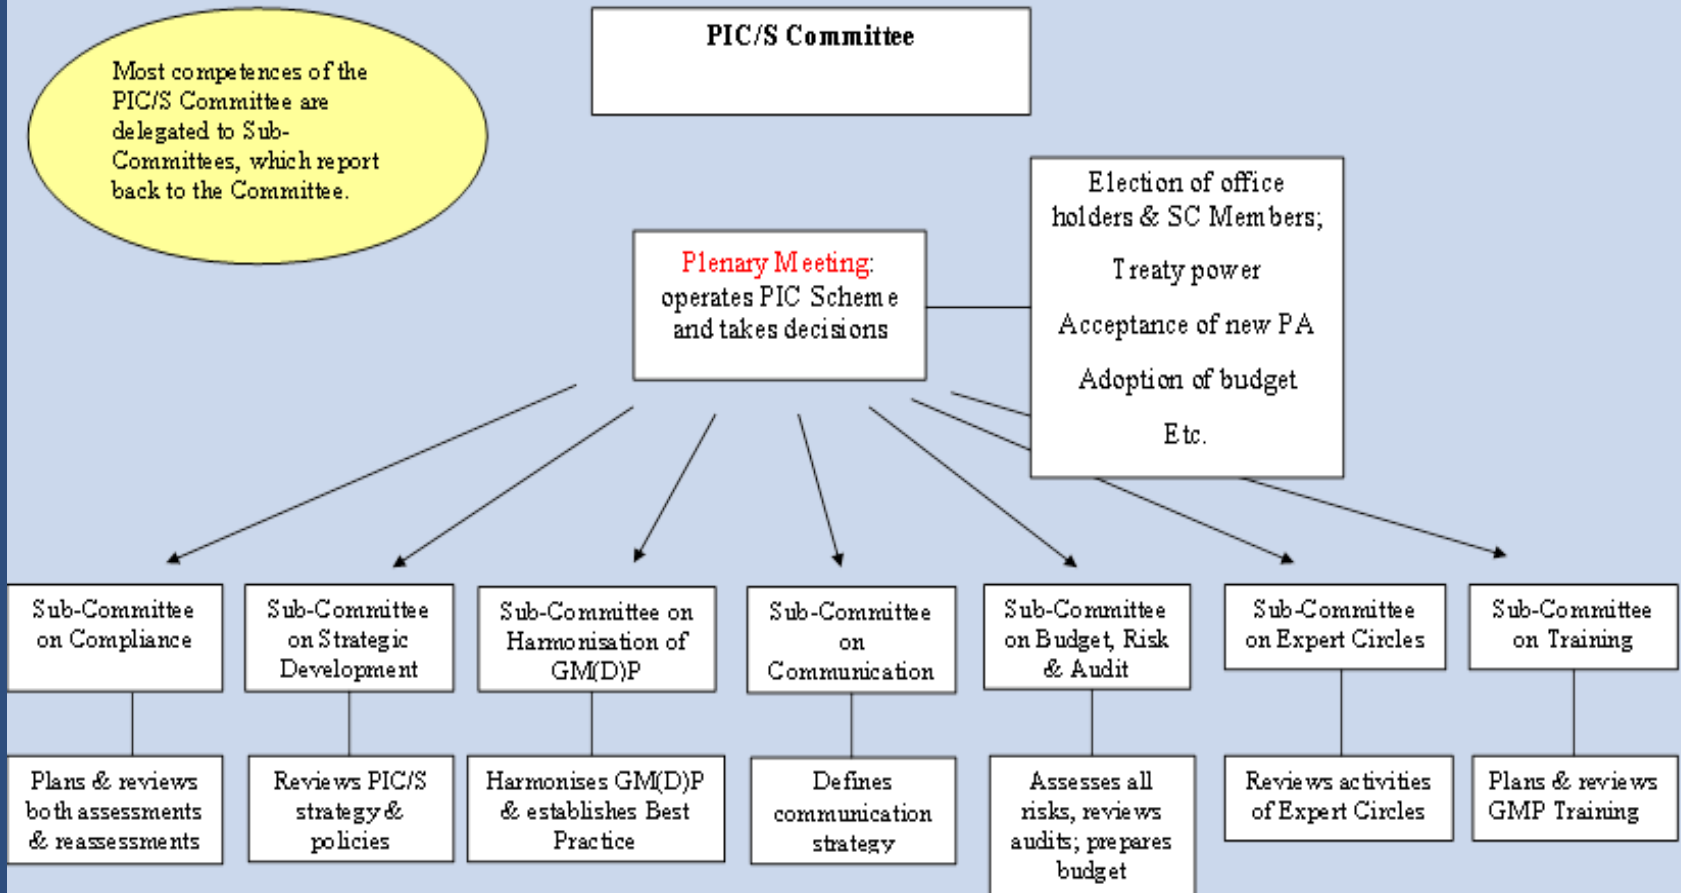 PIC/S Committee
Most competences of the
PIC/S Committee are
delegated to Sub-
Committees, which report
back to the Committee.
Plenary Meeting:
operates PIC Scheme
and takes decisions
Election of office
holders & SC Members;
Treaty power
Acceptance of new PA
Adoption of budget
Etc.
Sub-Committee
on Compliance
Sub-Committee
on Strategic
Development
Sub-Committee on
Harmonisation of
GM(D)P
Sub-Committee
on
Communication
Sub-Committee
on Budget, Risk
& Audit
Sub-Committee
on Expert Circles
Sub-Committee
on Training
Plans & reviews
both assessments
& reassessments
Reviews PIC/S
strategy &
policies
Harmonises GM(D)P
& establishes Best
Practice
Defines
communication
strategy
Assesses all
risks, reviews
audits; prepares
budget
Reviews activities
of Expert Circles
Plans & reviews
GMP Training